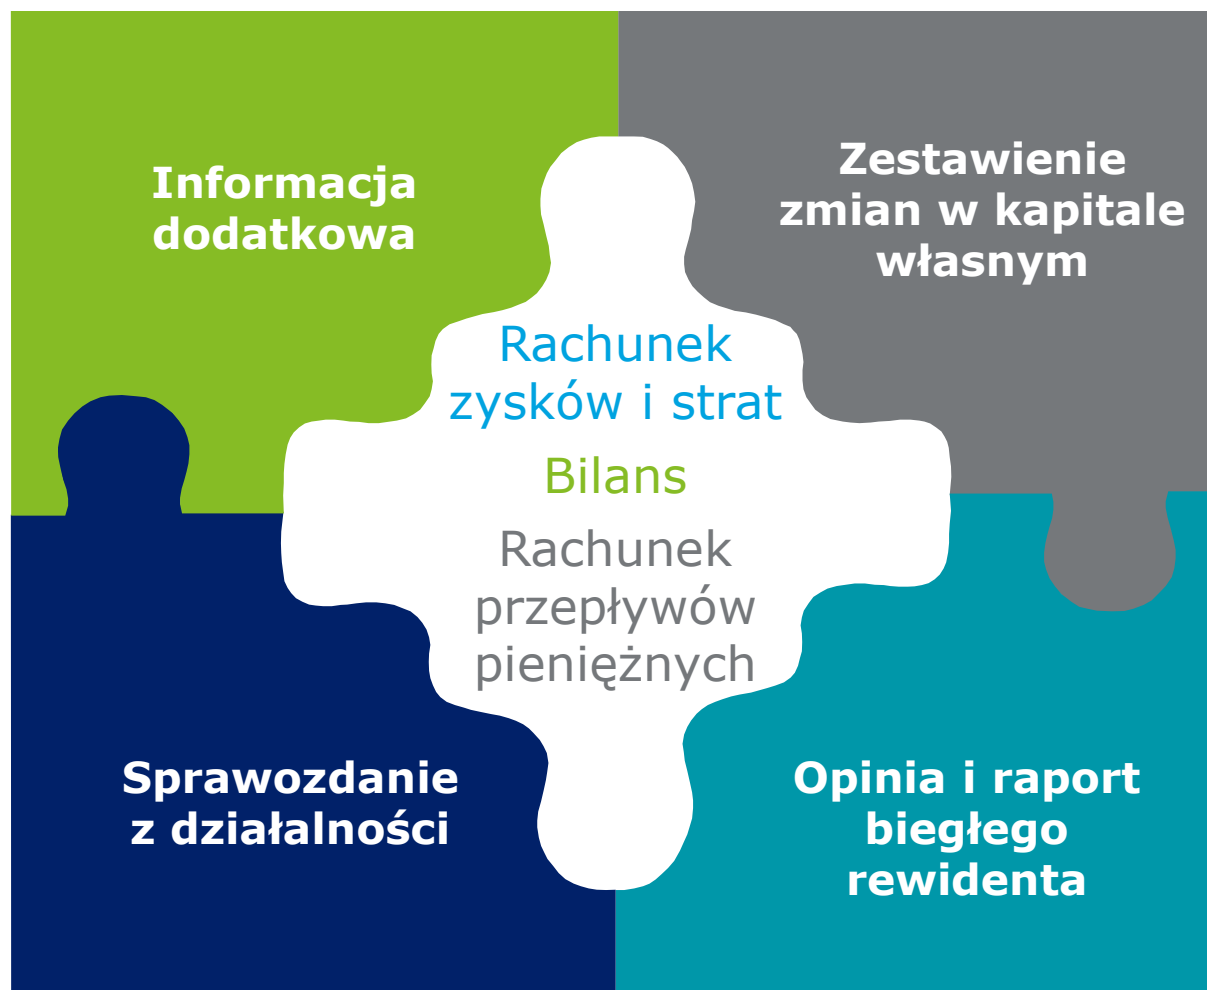 Informacja
dodatkowa
Zestawienie
zmian w kapitale
własnym
Rachunek
zysków i strat
Bilans
Rachunek
przepływów
pieniężnych
Sprawozdanie
z działalności
Opinia i raport
biegłego
rewidenta